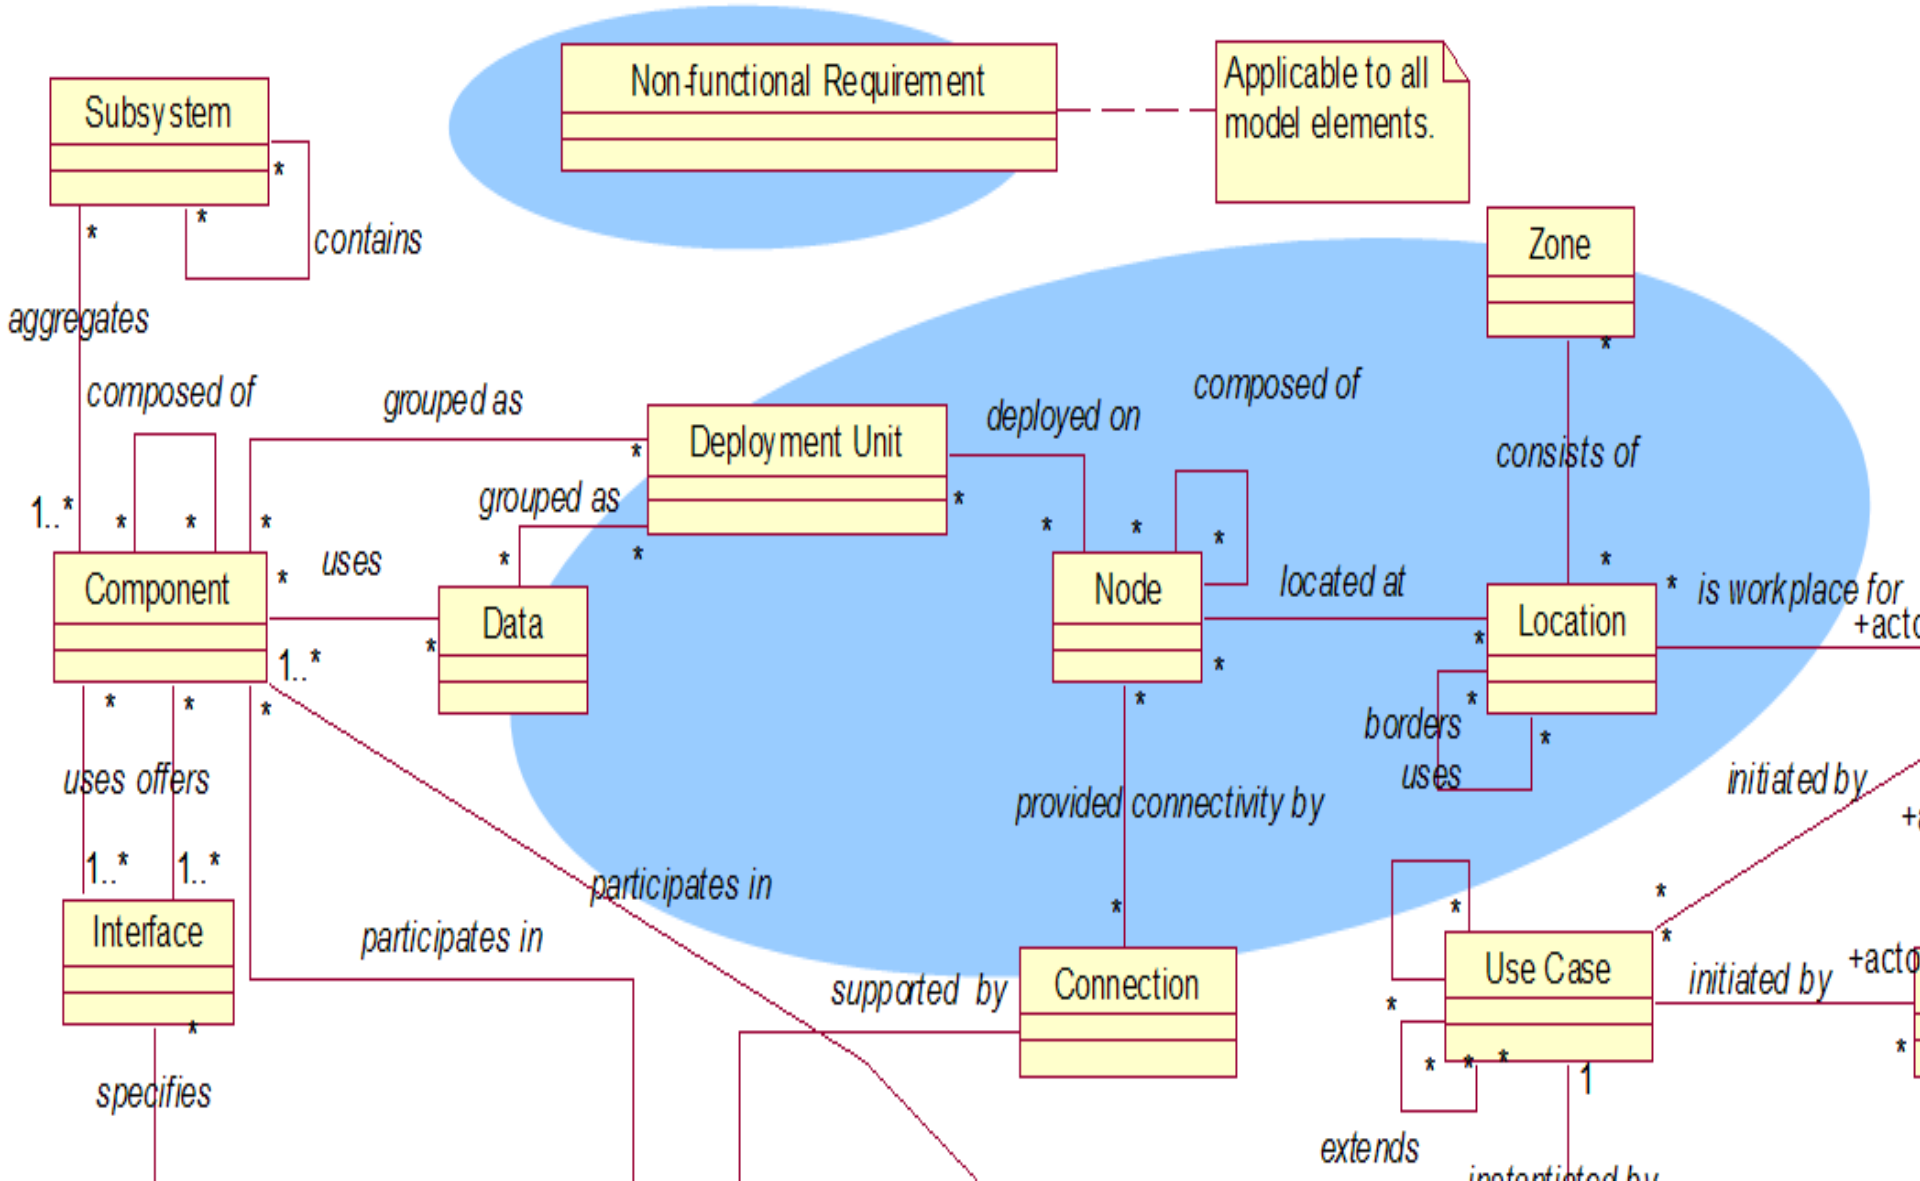 Non-functional Requirement
Applicable to all
model elements.
Subsystem
*
*
*
contains
Zone
*
aggregates
composed of
grouped as
deployed on
composed of
consists of
Deployment Unit
*
grouped as
*
*
1..*
*
*
*
*
*
*
*
*
*
uses
*
Component
*
Data
1..*
Node
located at
*
*
Location
*
is workplace for
*
*
*
*
*
*
borders
*
uses
uses offers
provided connectivity by
initiated by
1..*
1..*
participates in
*
*
*
Interface
participates in
*
supported by
Connection
Use Case
*
initiated by
*
*
*
*
*
1
specifies
extends